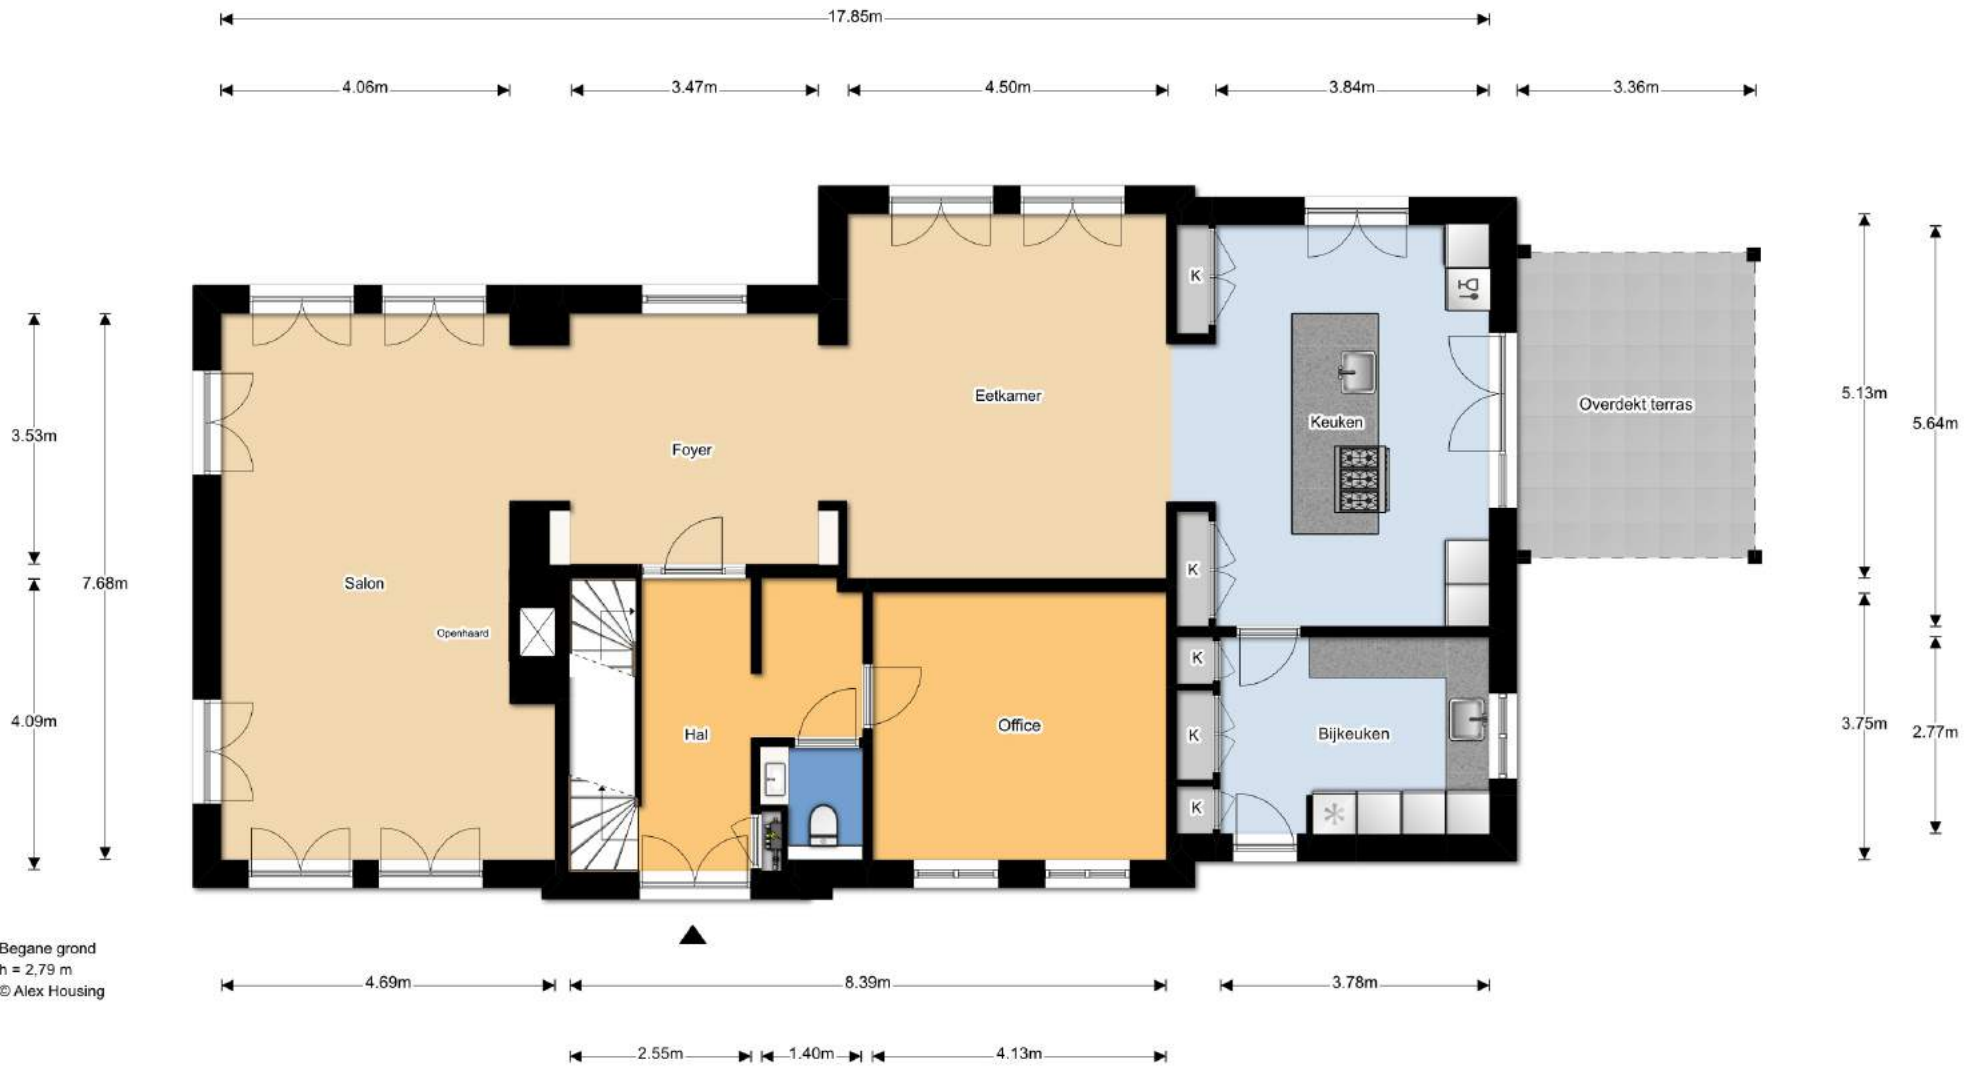 17.85m
4.06m
3.47m
4.50m
3.84m
3.36m
K
Eetkamer
Overdekt terras
Keuken
Foyer
5.13m
5.64m
3.53m
7.68m
Salon
K
Openhaard
K
4.09m
Hal
Office
K
Bijkeuken
3.75m
2.77m
K
Begane grond
h = 2,79 m
© Alex Housing
4.69m
8.39m
3.78m
2.55m
1.40m
4.13m